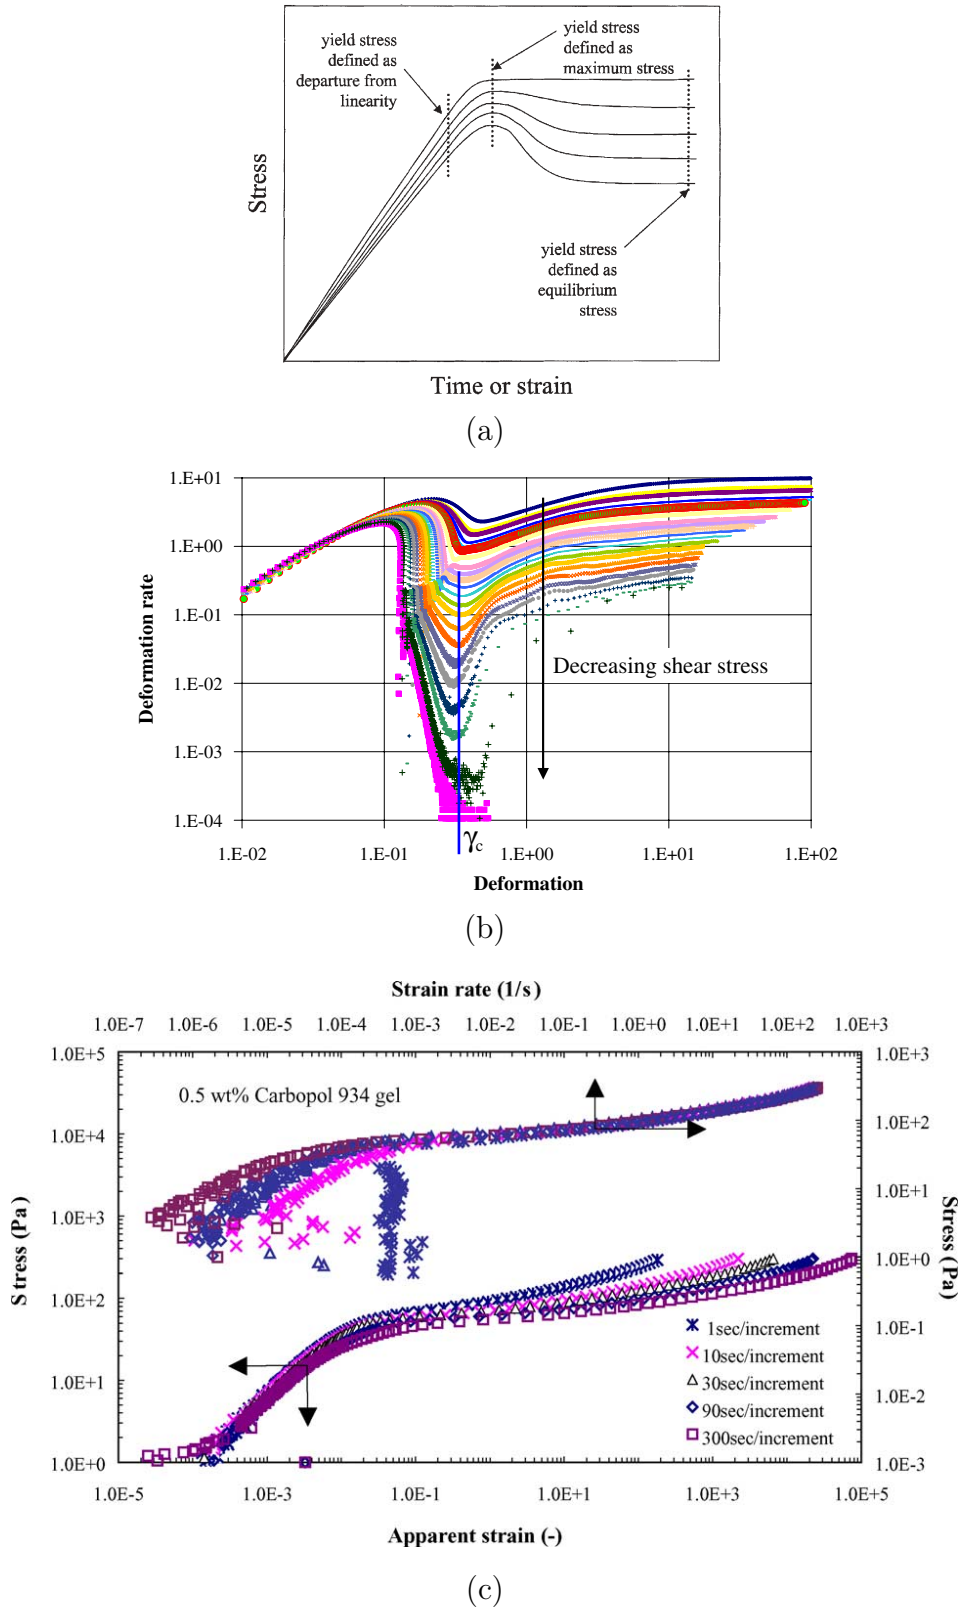 yield stress
defined as
departure from
linearity
yield stress
defined as
maximum stress
Stress
yield stress
defined as
equilibrium
stress
Time or strain
(a)
1.E+01
1.E+00
1.E-01
1.E-02
1.E-03
1.E-04
Deformation rate
Decreasing shear stress
γc
1.E-02 1.E-01 1.E+00 1.E+01 1.E+02
Deformation
(b)
Strain rate (1/s)
1.0E-7 1.0E-6 1.0E-5 1.0E-4 1.0E-3 1.0E-2 1.0E-1 1.0E+0 1.0E+1 1.0E+2 1.0E+3
1.0E+5
1.0E+4
1.0E+3
1.0E+2
1.0E+1
1.0E+0
Stress (Pa)
0.5 wt% Carbopol 934 gel
1.0E+3
1.0E+2
1.0E+1
1.0E+0
1.0E-1
1.0E-2
1.0E-3
Stress (Pa)
1sec/increment
10sec/increment
30sec/increment
90sec/increment
300sec/increment
1.0E-5 1.0E-3 1.0E-1 1.0E+1 1.0E+3 1.0E+5
Apparent strain (-)
(c)